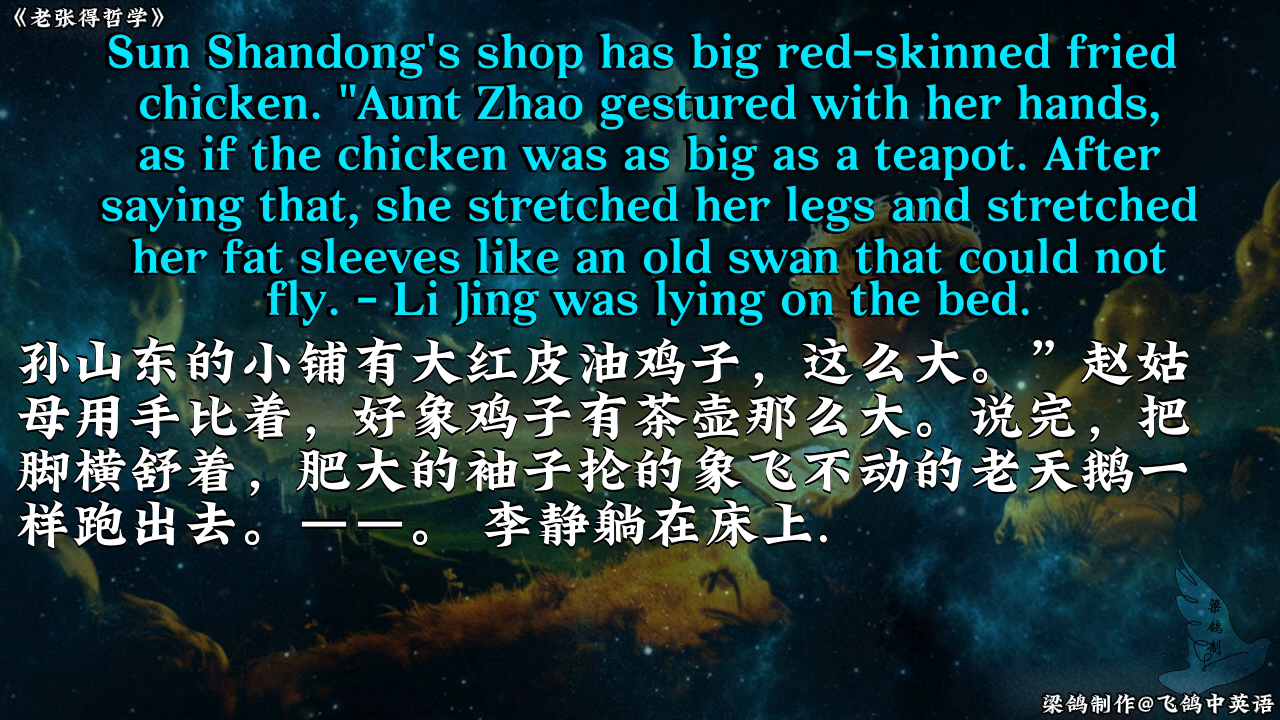 《老张得哲学》
Sun Shandong's shop has big red-skinned fried
chicken. "Aunt Zhao gestured with her hands,
as if the chicken was as big as a teapot. After
saying that, she stretched her legs and stretched
her fat sleeves like an old swan that could not
fly. - Li Jing was lying on the bed.
孙山东的小铺有大红皮油鸡子，这么大。”赵姑
母用手比着，好象鸡子有茶壶那么大。说完，把
脚横舒着，肥大的袖子抡的象飞不动的老天鹅一
样跑出去。一一。 李静躺在床上.
梁
鸽
制
梁鸽制作@飞鸽中英语